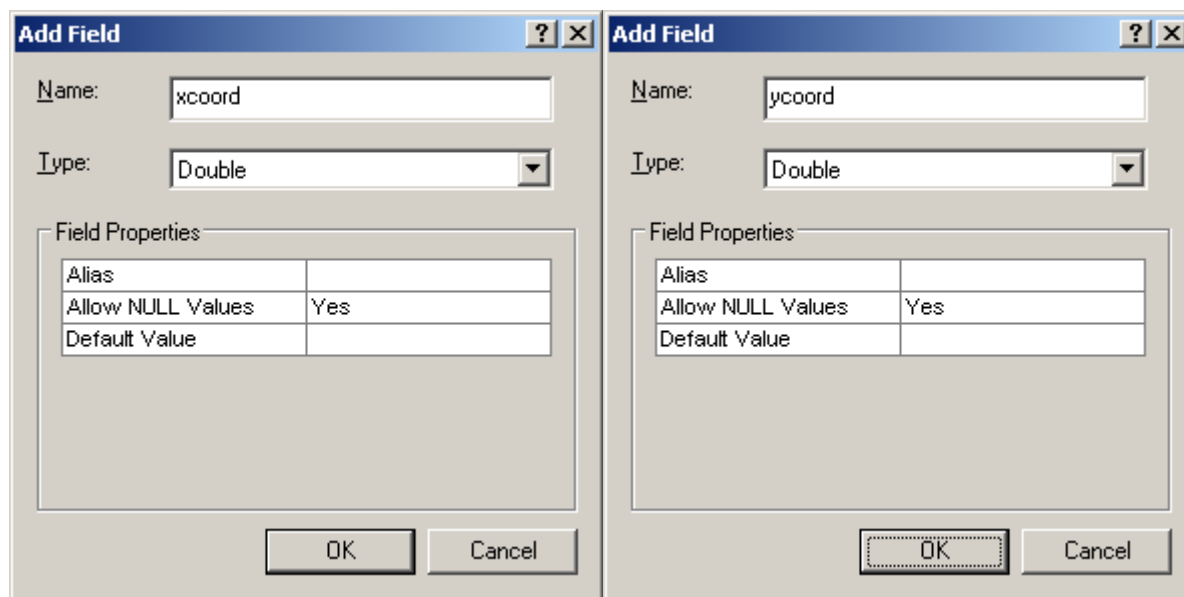 Add Field
Name: xcoord
Type: Double
Field Properties
Alias
Allow NULL Values Yes
Default Value
OK Cancel
Add Field
Name: ycoord
Type: Double
Field Properties
Alias
Allow NULL Values Yes
Default Value
OK Cancel